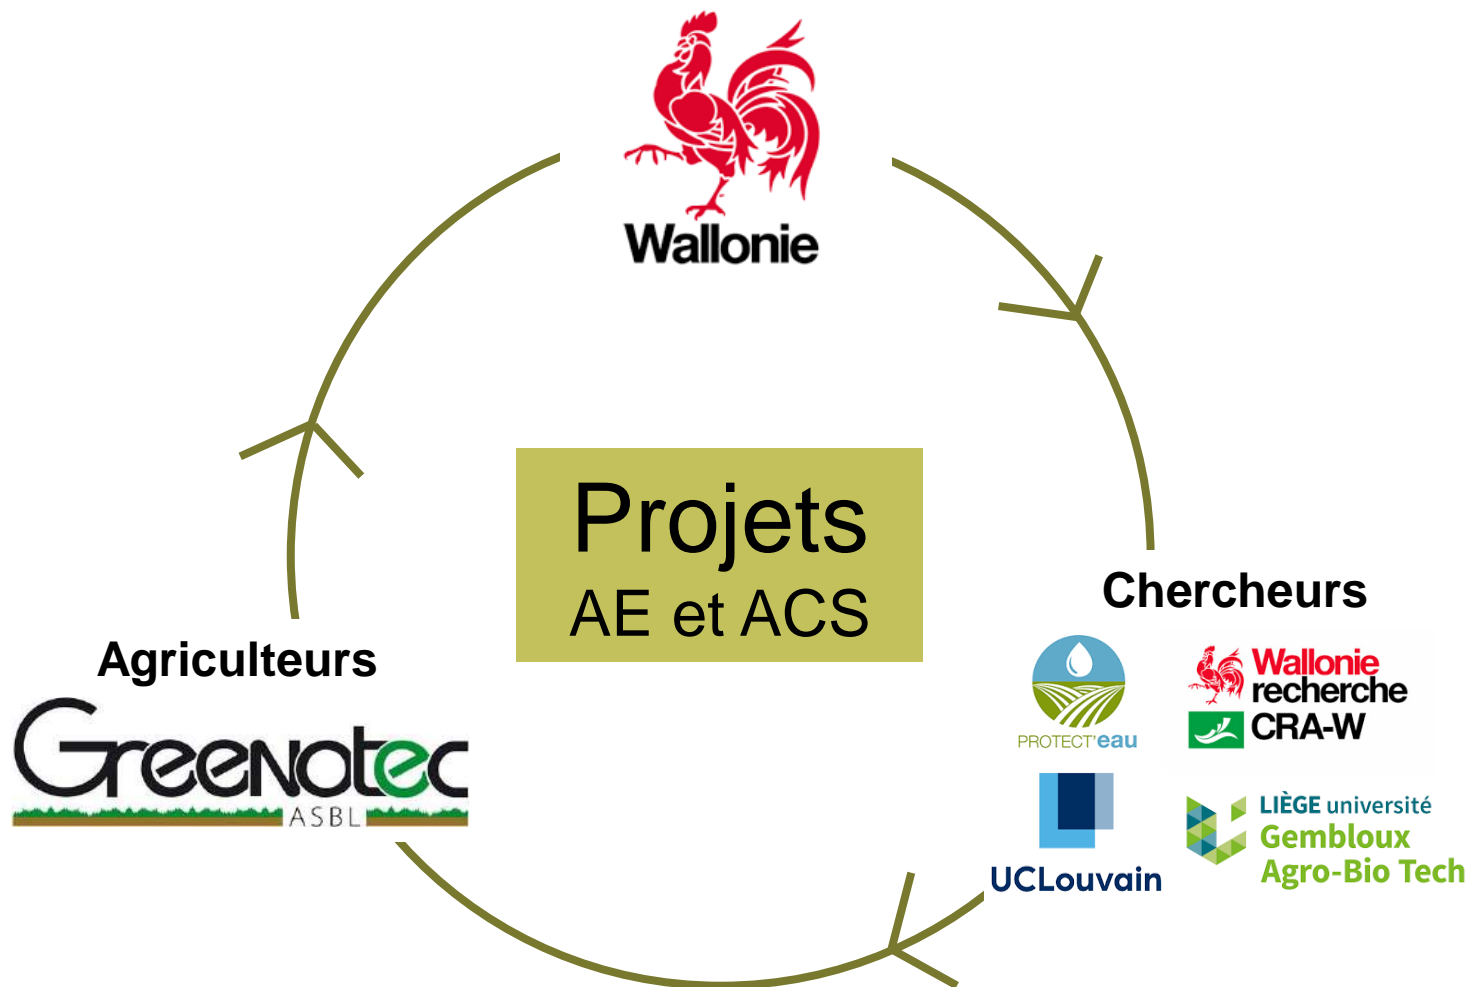 Wallonie
Projets
AE et ACS
Chercheurs
PROTECT'eau
Wallonie
recherche
CRA-W
UCLouvain
LIÈGE université
Gembloux
Agro-Bio Tech
Agriculteurs
Greenotec
ASBL